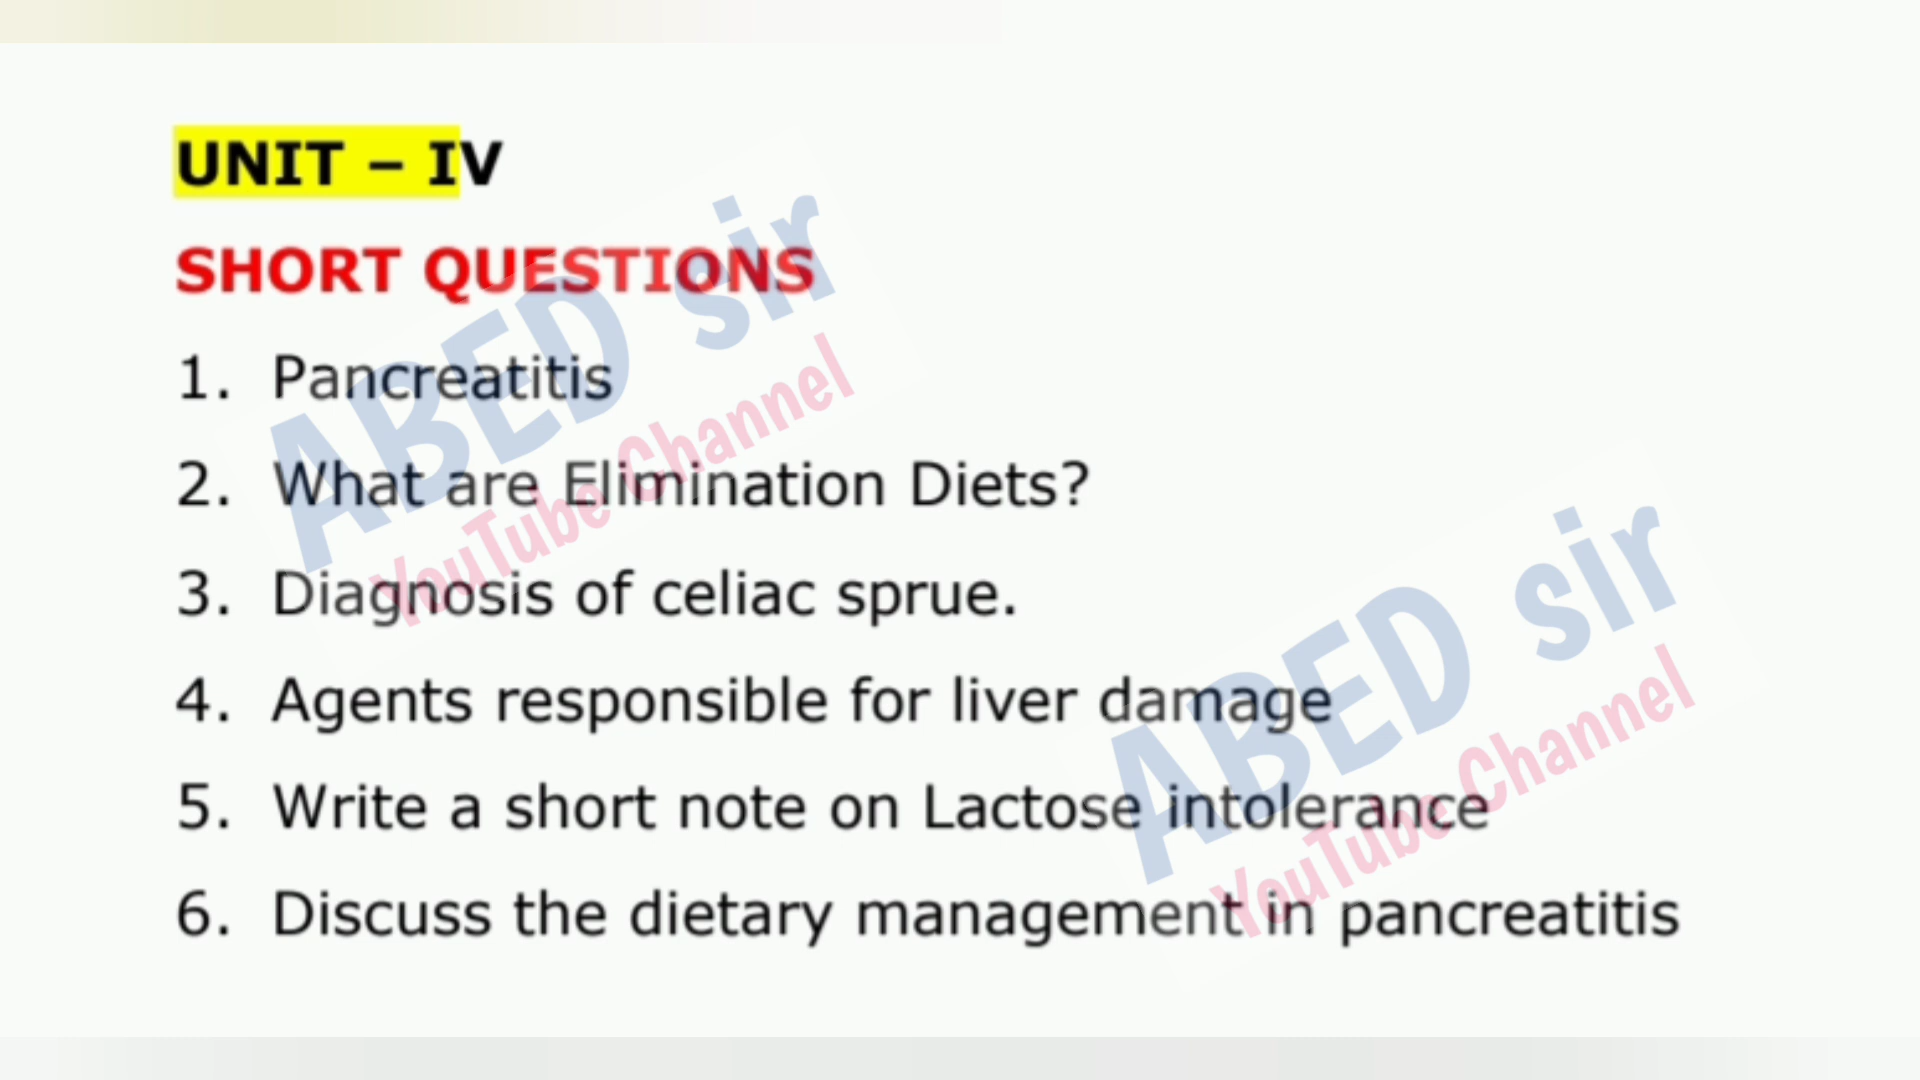 UNIT – IV
SHORT QUESTIONS
1. Pancreatitis
2. What are Elimination Diets?
3. Diagnosis of celiac sprue.
4. Agents responsible for liver damage
5. Write a short note on Lactose intolerance
6. Discuss the dietary management in pancreatitis
ABED sir
YouTube Channel
ABED sir
YouTube Channel